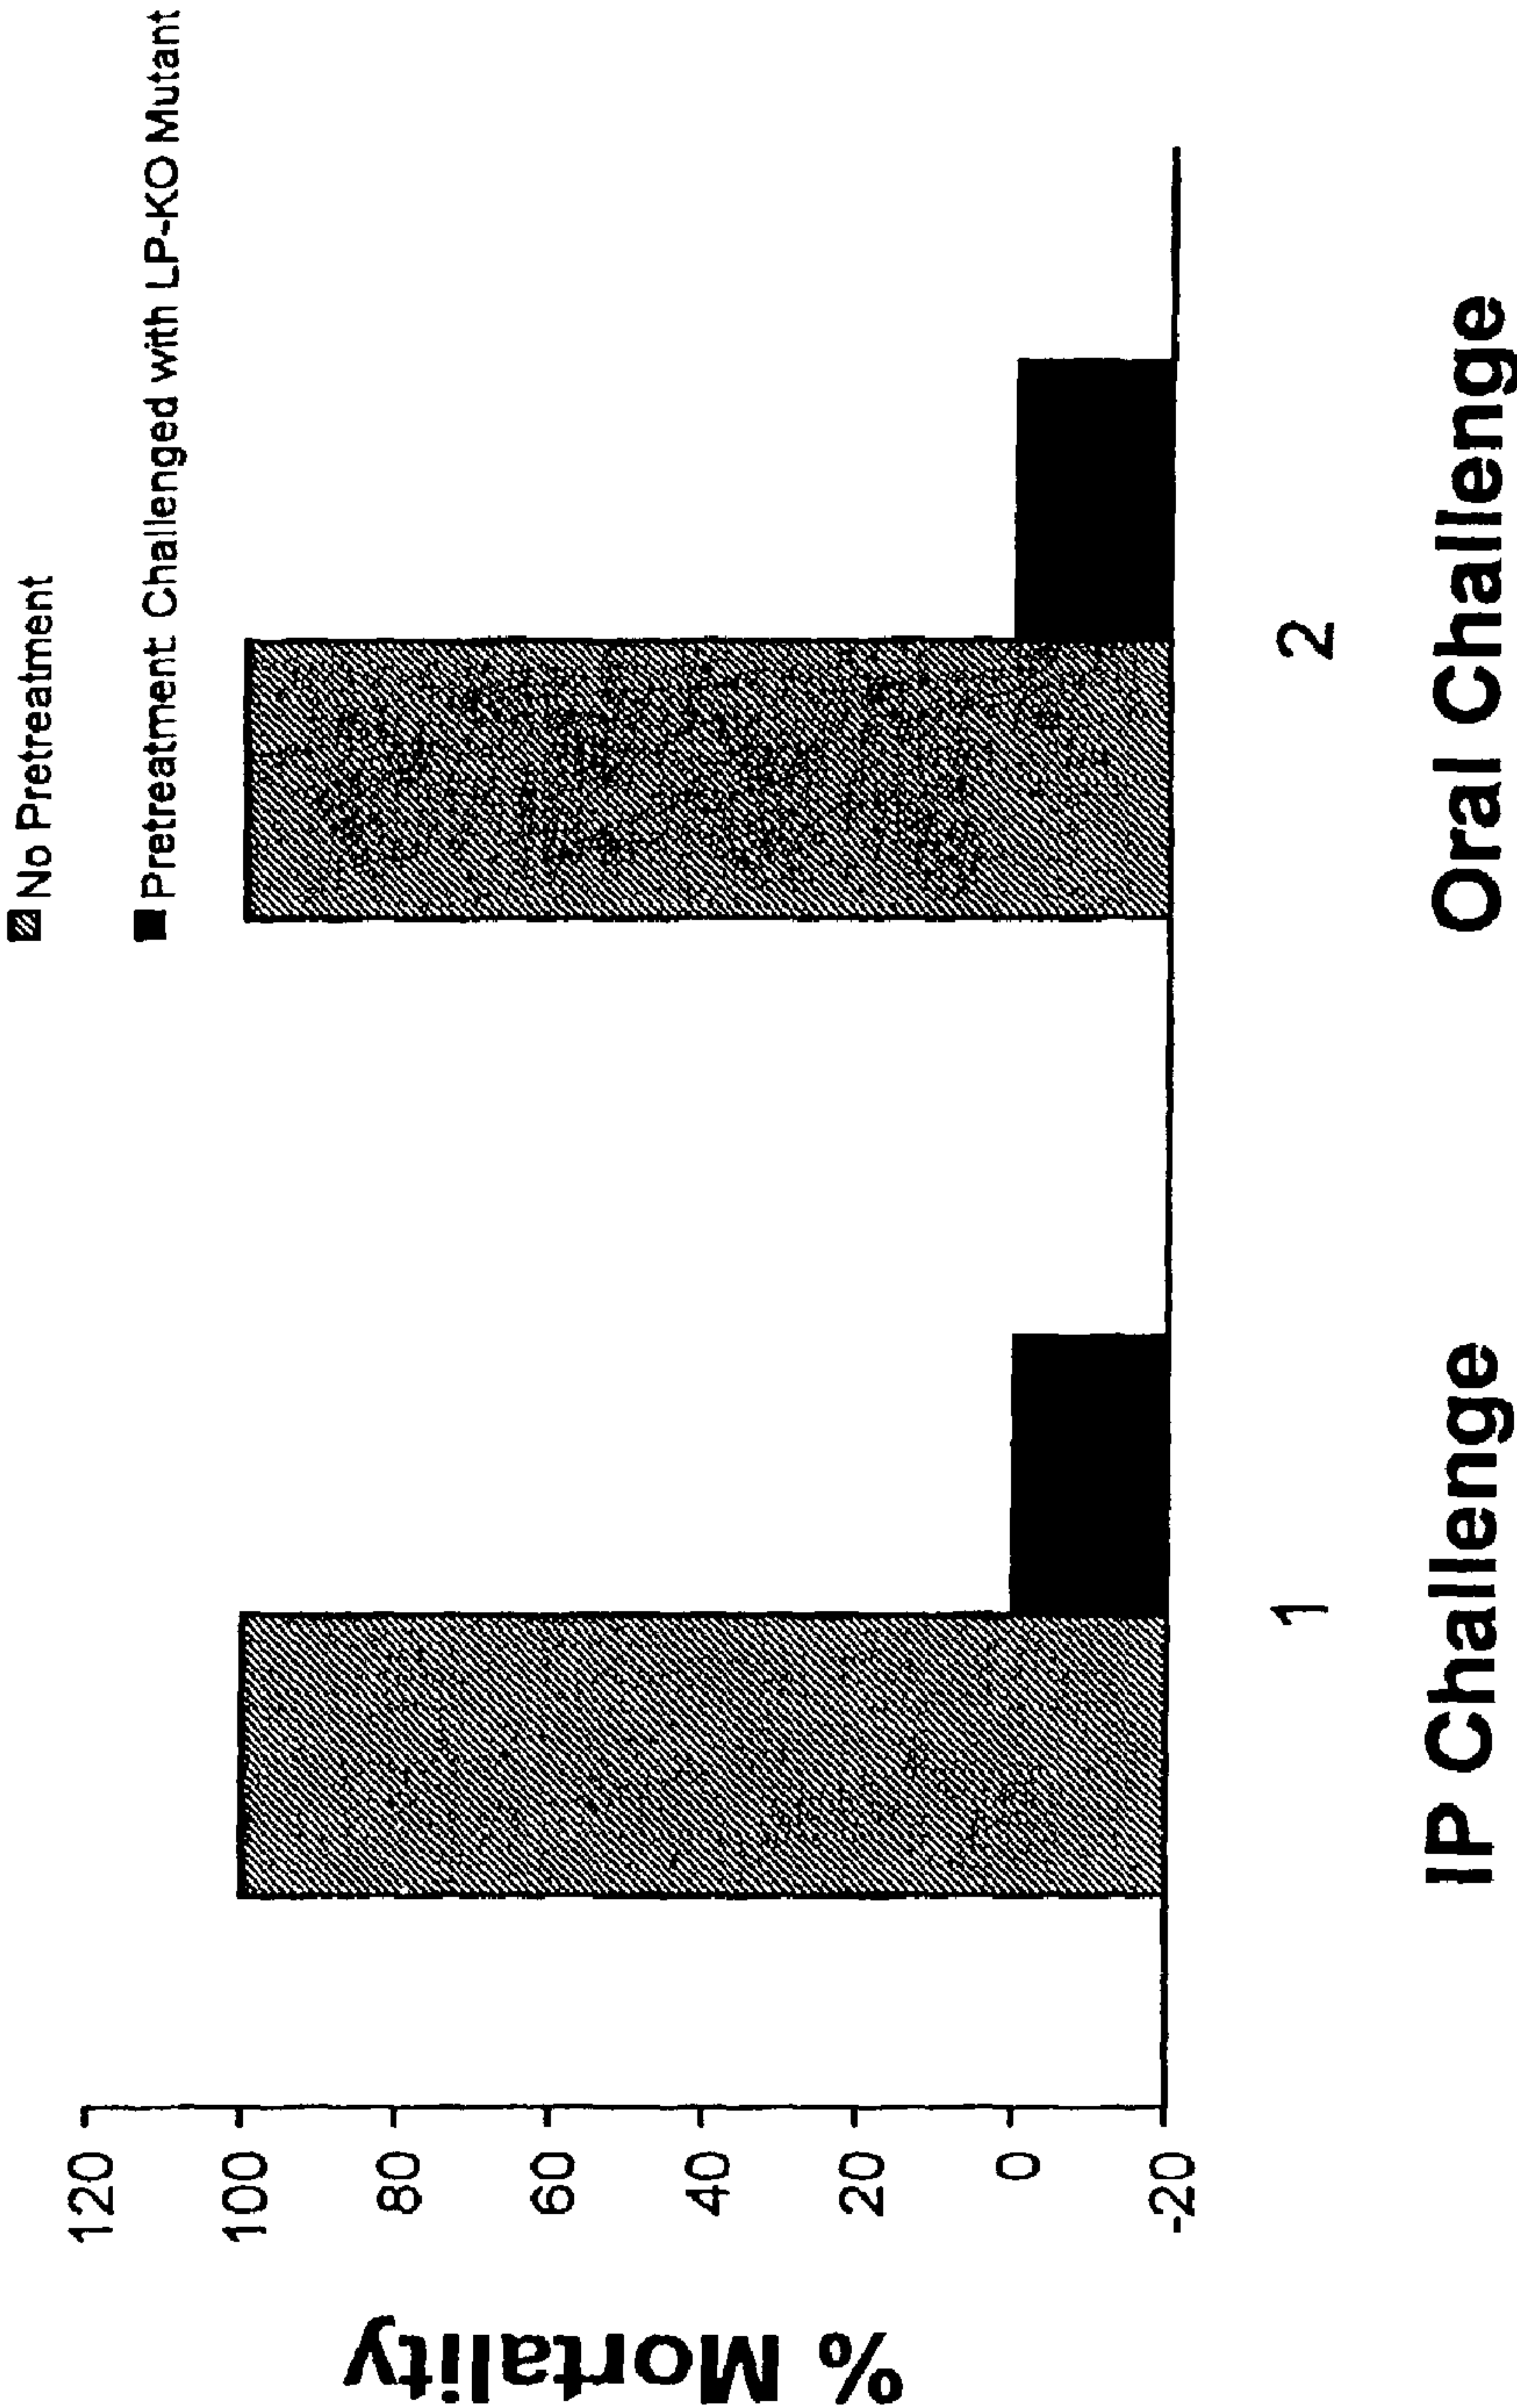 No Pretreatment
Pretreatment Challenged with LP-KO Mutant
% Mortality
120
100
80
60
40
20
0
-20
1
2
IP Challenge
Oral Challenge